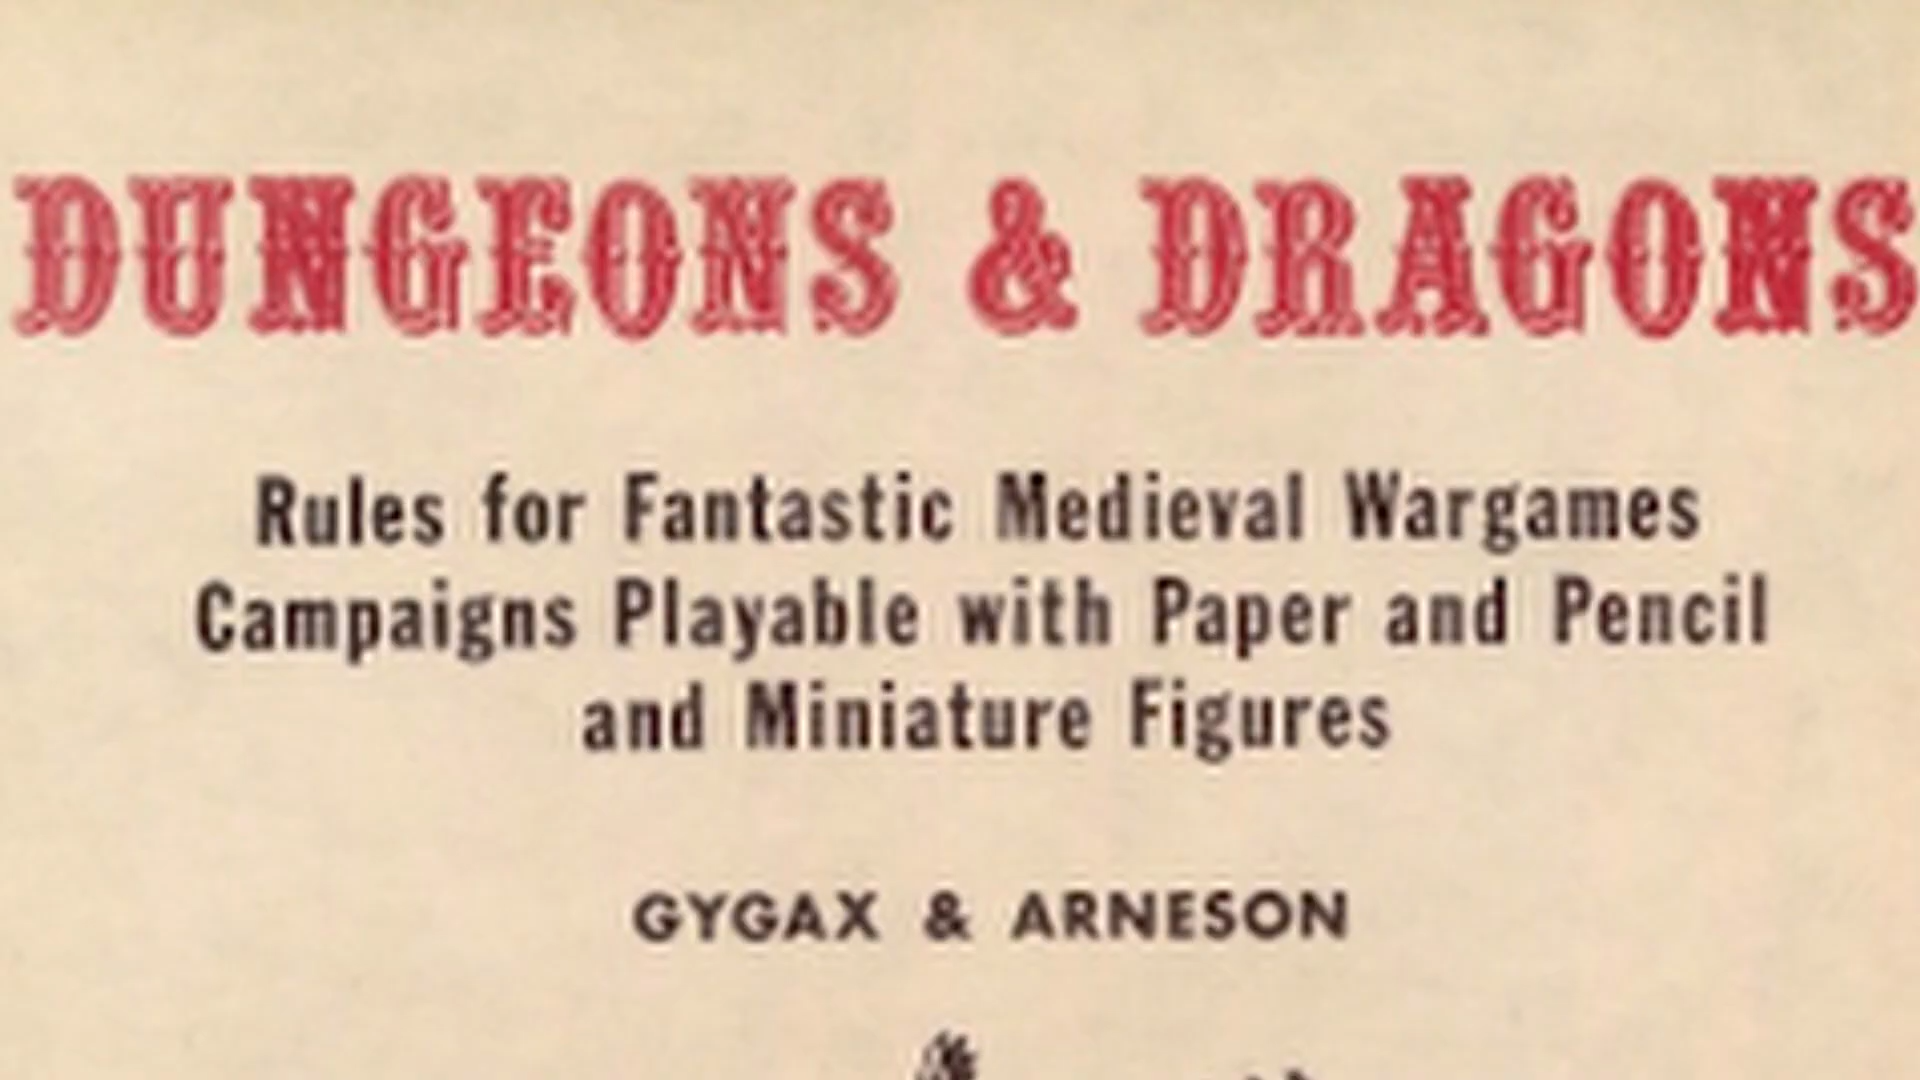 DUNGEONS & DRAGONS
Rules for Fantastic Medieval Wargames
Campaigns Playable with Paper and Pencil
and Miniature Figures
GYGAX & ARNESON